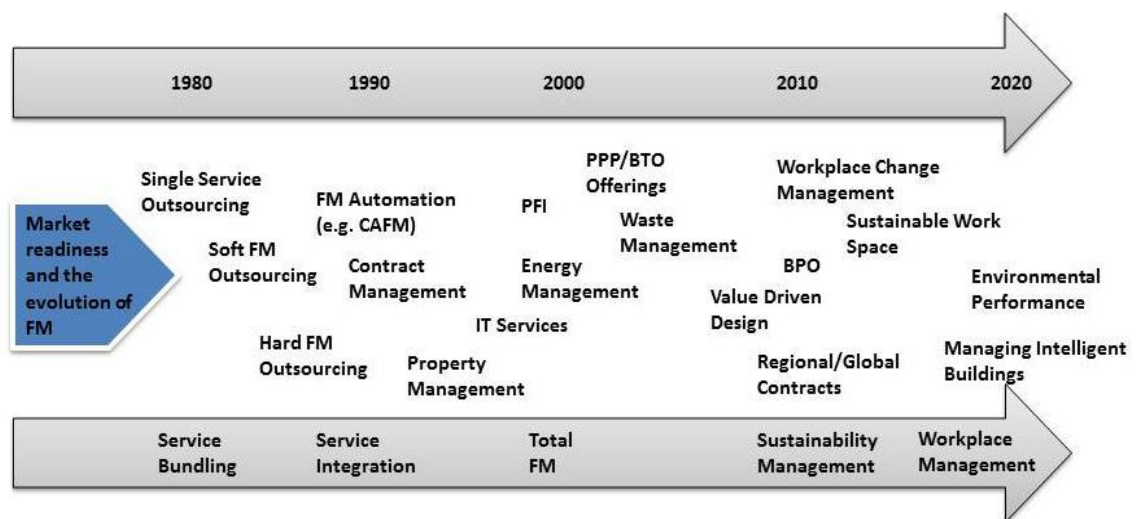 1980 1990 2000 2010 2020
Single Service
Outsourcing
FM Automation
(e.g. CAFM)
PFI
PPP/BTO
Offerings
Workplace Change
Management
Market
readiness
and the
evolution of
FM
Soft FM
Outsourcing
Contract
Management
Energy
Management
Waste
Management
Sustainable Work
Space
BPO
Value Driven
Design
Environmental
Performance
Hard FM
Outsourcing
Property
Management
IT Services
Regional/Global
Contracts
Managing Intelligent
Buildings
Service
Bundling
Service
Integration
Total
FM
Sustainability
Management
Workplace
Management